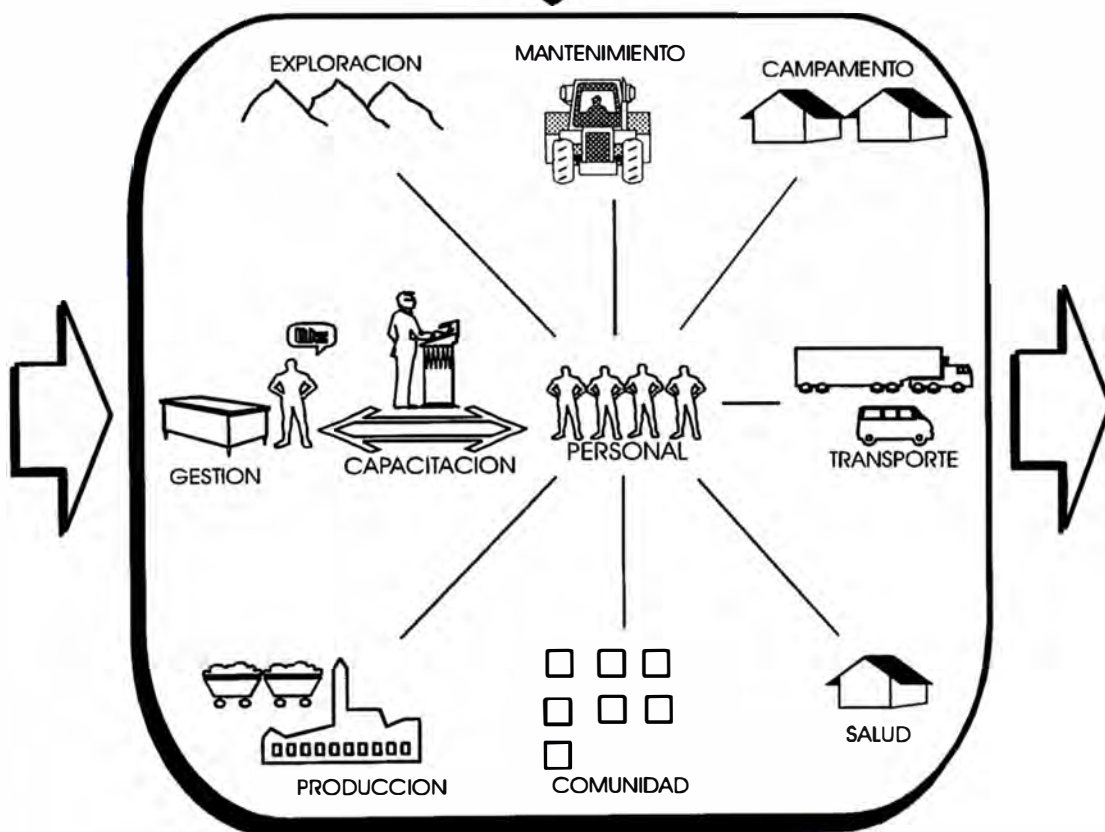 EXPLORACION
MANTENIMIENTO
CAMPAMENTO
GESTION
CAPACITACION
PERSONAL
TRANSPORTE
PRODUCCION
COMUNIDAD
SALUD